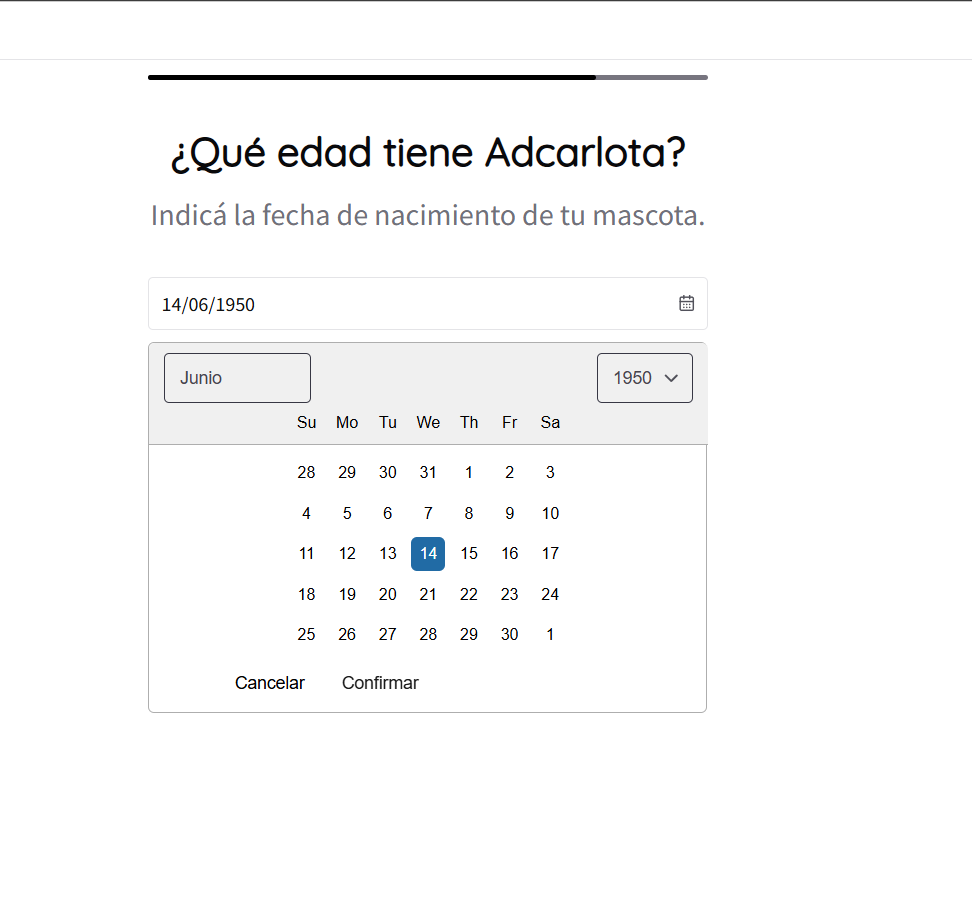 ¿Qué edad tiene Adcarlota?
Indicá la fecha de nacimiento de tu mascota.
14/06/1950
Junio 1950
Su Mo Tu We Th Fr Sa
28 29 30 31 1 2 3
4 5 6 7 8 9 10
11 12 13 14 15 16 17
18 19 20 21 22 23 24
25 26 27 28 29 30 1
Cancelar Confirmar